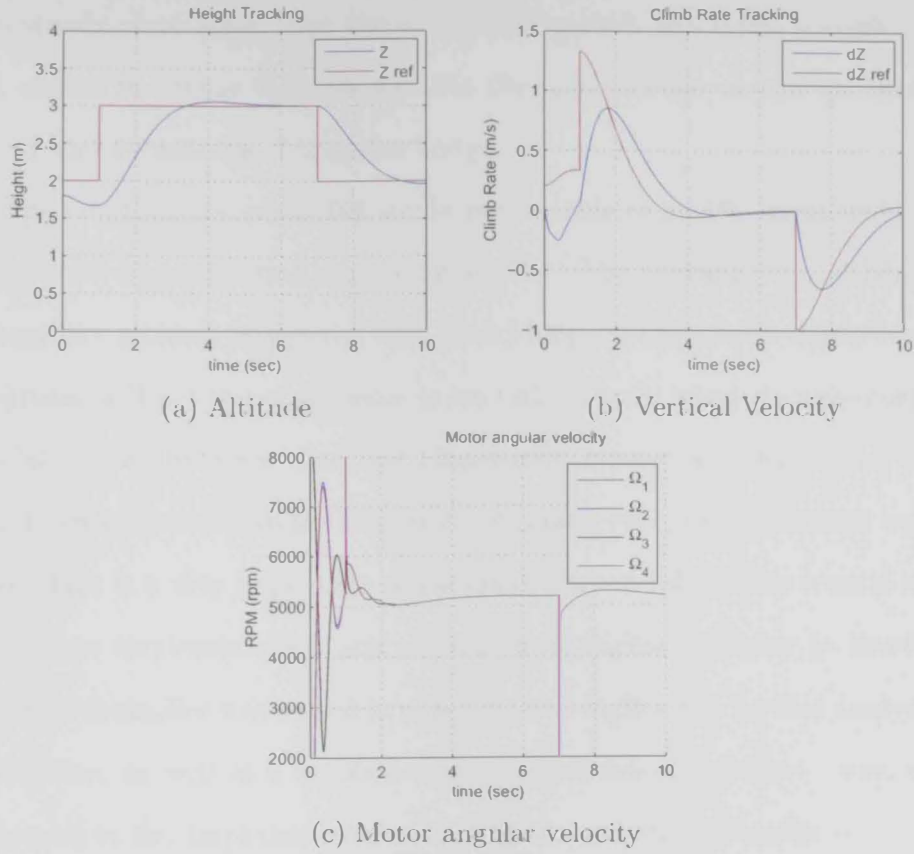 Height Tracking
4
3.5
3
2.5
2
1.5
1
0.5
0
Height (m)
Z
Z ref
0 2 4 6 8 10
time (sec)
(a) Altitude
Climb Rate Tracking
1.5
1
0.5
0
−0.5
−1
Climb Rate (m/s)
dZ
dZ ref
0 2 4 6 8 10
time (sec)
(b) Vertical Velocity
Motor angular velocity
8000
7000
6000
5000
4000
3000
2000
RPM (rpm)
Ω1
Ω2
Ω3
Ω4
0 2 4 6 8 10
time (sec)
(c) Motor angular velocity